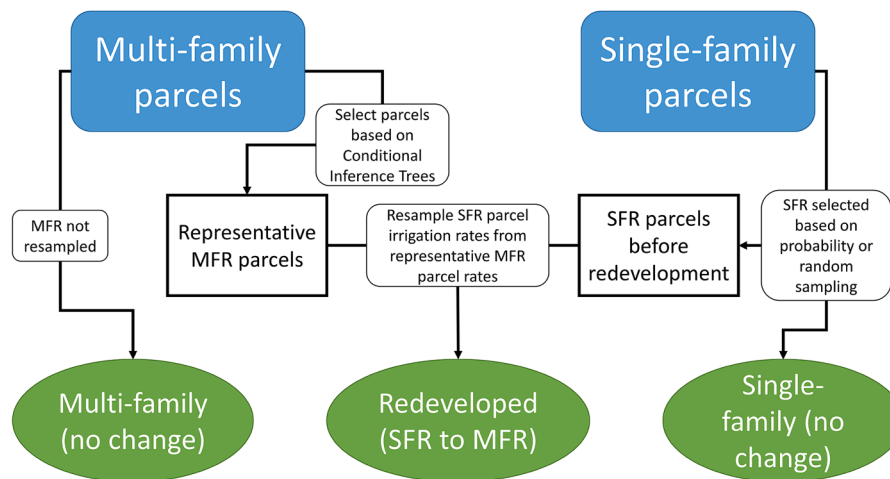 Multi-family
parcels
Single-family
parcels
Select parcels
based on
Conditional
Inference Trees
MFR not
resampled
Representative
MFR parcels
Resample SFR parcel
irrigation rates from
representative MFR
parcel rates
SFR parcels
before
redevelopment
SFR selected
based on
probability or
random
sampling
Multi-family
(no change)
Redeveloped
(SFR to MFR)
Single-
family (no
change)